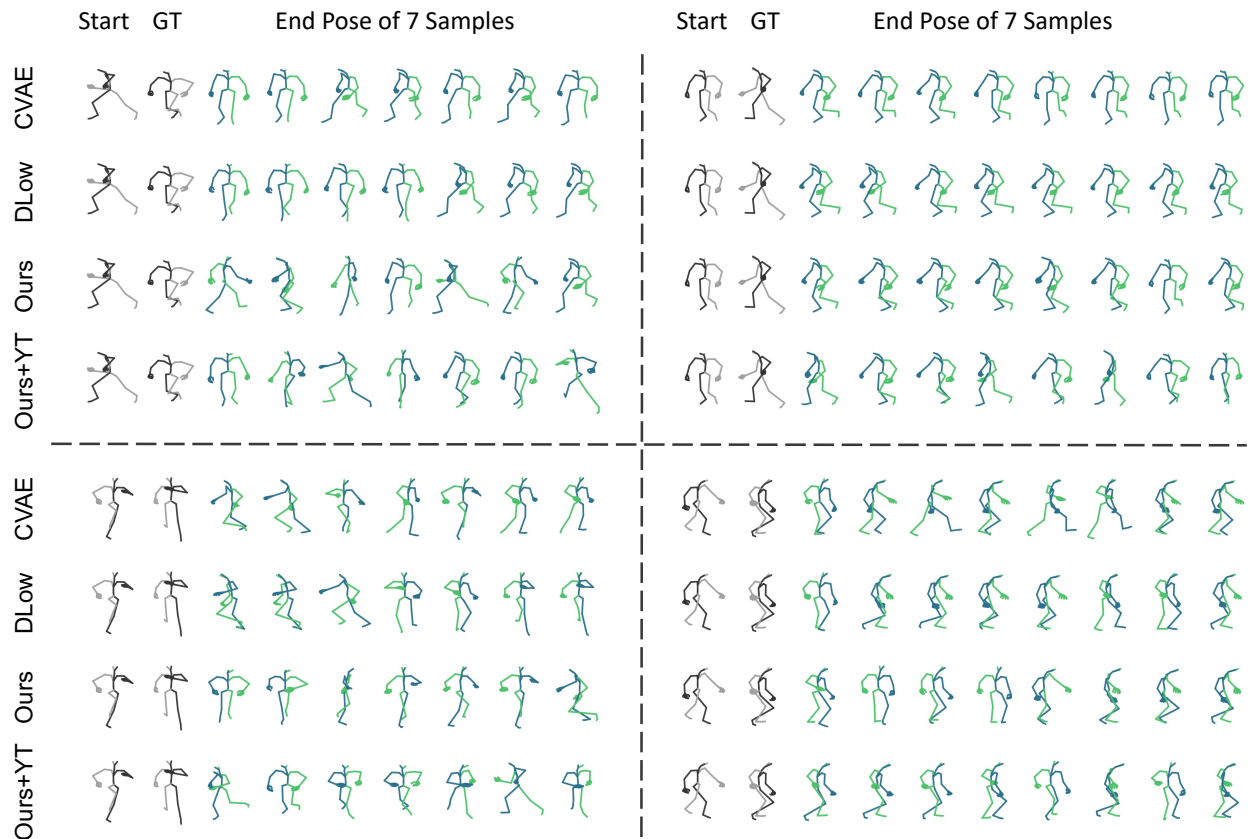 Start GT End Pose of 7 Samples Start GT End Pose of 7 Samples
CVAE
DLow
Ours
Ours+YT
CVAE
DLow
Ours
Ours+YT